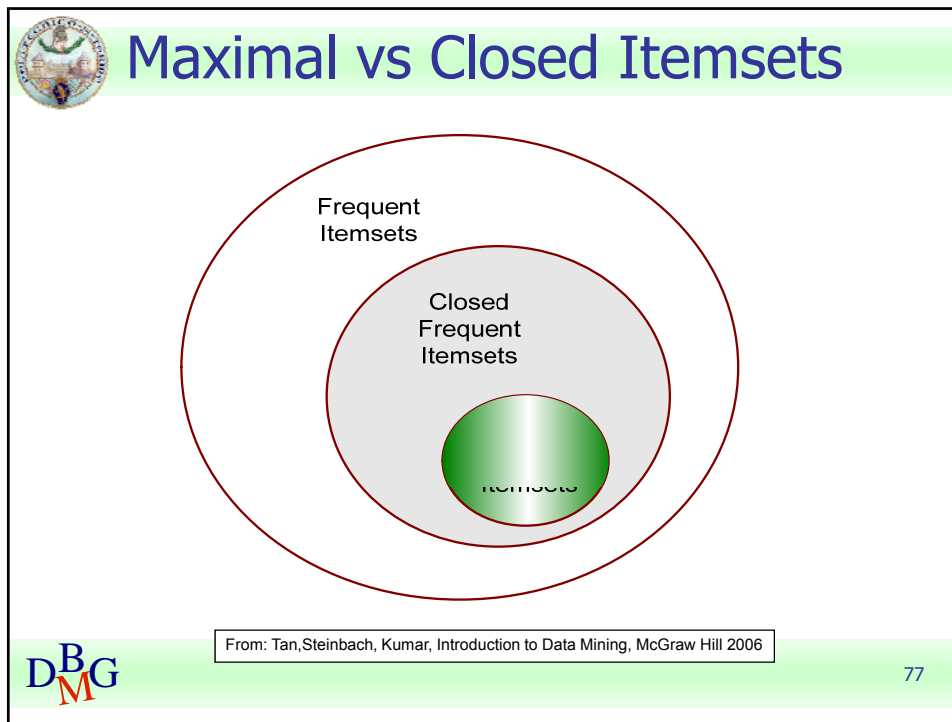 Maximal vs Closed Itemsets
Frequent
Itemsets
Closed
Frequent
Itemsets
From: Tan,Steinbach, Kumar, Introduction to Data Mining, McGraw Hill 2006
DBMG
77